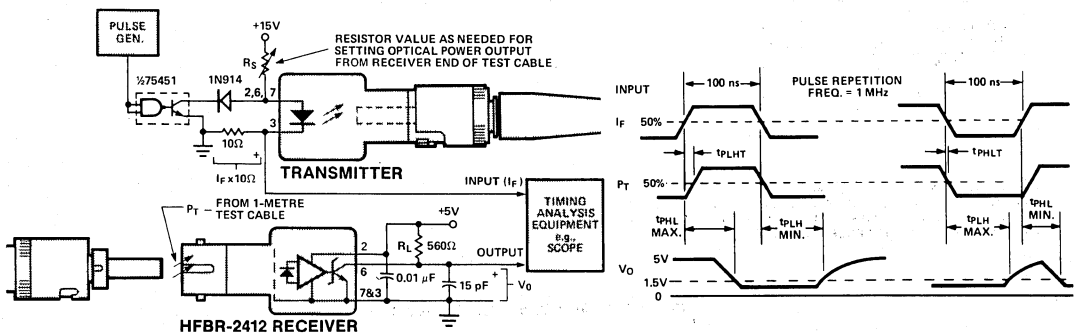 PULSE
GEN.
+15V
RS
RESISTOR VALUE AS NEEDED FOR
SETTING OPTICAL POWER OUTPUT
FROM RECEIVER END OF TEST CABLE
½75451
1N914
2,6, 7
3
10Ω
+
IF x10Ω
–
TRANSMITTER
INPUT (IF)
TIMING
ANALYSIS
EQUIPMENT
e.g.,
SCOPE
PT
FROM 1-METRE
TEST CABLE
+5V
2
RL
560Ω
OUTPUT
6
0.01 µF
+
15 pF
V0
–
7&3
HFBR-2412 RECEIVER
INPUT
100 ns
PULSE REPETITION
FREQ. = 1 MHz
100 ns
IF
50%
tPLHT
tPHLT
PT
50%
tPHL
MAX.
tPLH
MIN.
tPLH
MAX.
tPHL
MIN.
VO
5V
1.5V
0